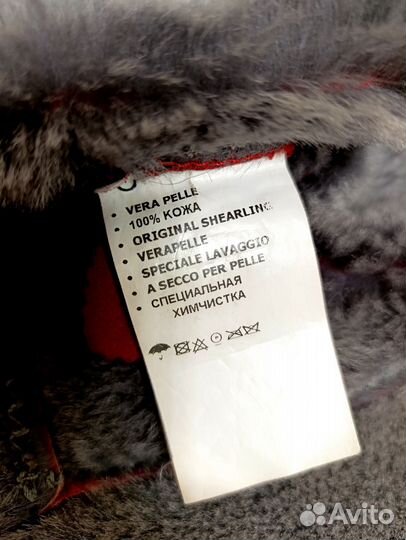 • VERA PELLE
• 100% КОЖА
• ORIGINAL SHEARLING
• VERAPELLE
• SPECIALE LAVAGGIO
• A SECCO PER PELLE
• СПЕЦИАЛЬНАЯ
ХИМЧИСТКА
Avito